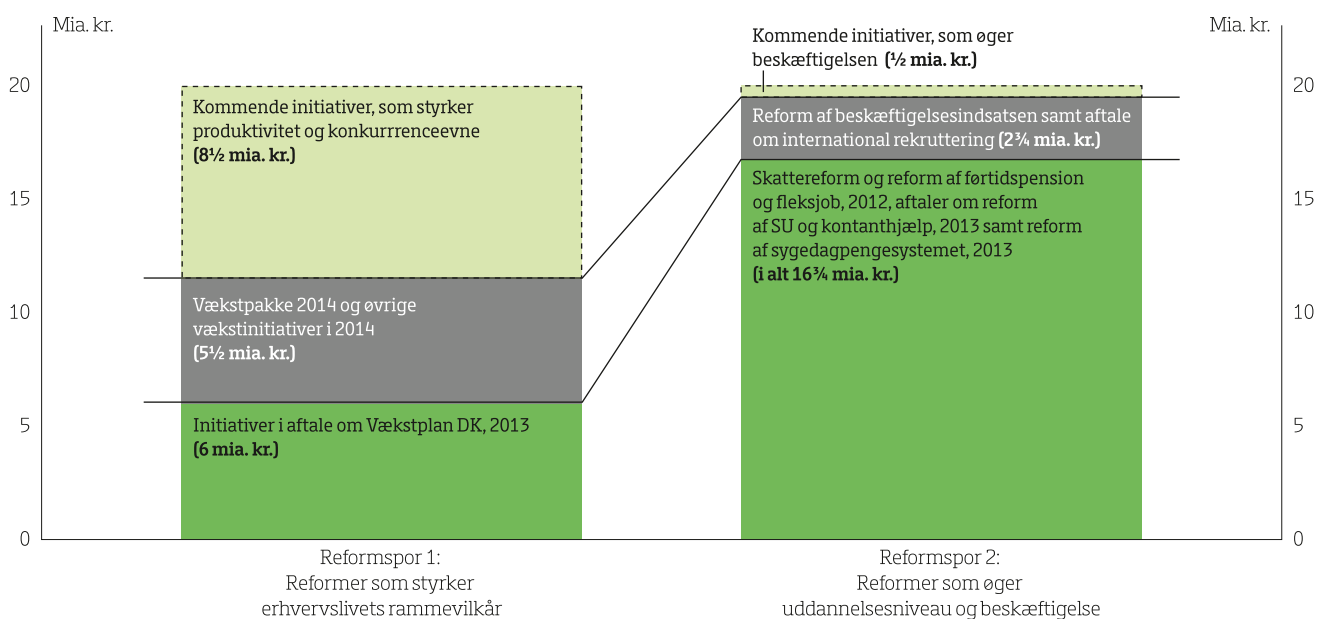 Mia. kr.
Mia. kr.
20
15
10
5
0
Kommende initiativer, som styrker
produktivitet og konkurrrenceevne
(8½ mia. kr.)
Vækstpakke 2014 og øvrige
vækstinitiativer i 2014
(5½ mia. kr.)
Initiativer i aftale om Vækstplan DK, 2013
(6 mia. kr.)
Kommende initiativer, som øger
beskæftigelsen (½ mia. kr.)
Reform af beskæftigelsesindsatsen samt aftale
om international rekruttering (2¾ mia. kr.)
Skattereform og reform af førtidspension
og fleksjob, 2012, aftaler om reform
af SU og kontanthjælp, 2013 samt reform
af sygedagpengesystemet, 2013
(i alt 16¾ mia. kr.)
20
15
10
5
0
Reformspor 1:
Reformer som styrker
erhvervslivets rammevilkår
Reformspor 2:
Reformer som øger
uddannelsesniveau og beskæftigelse